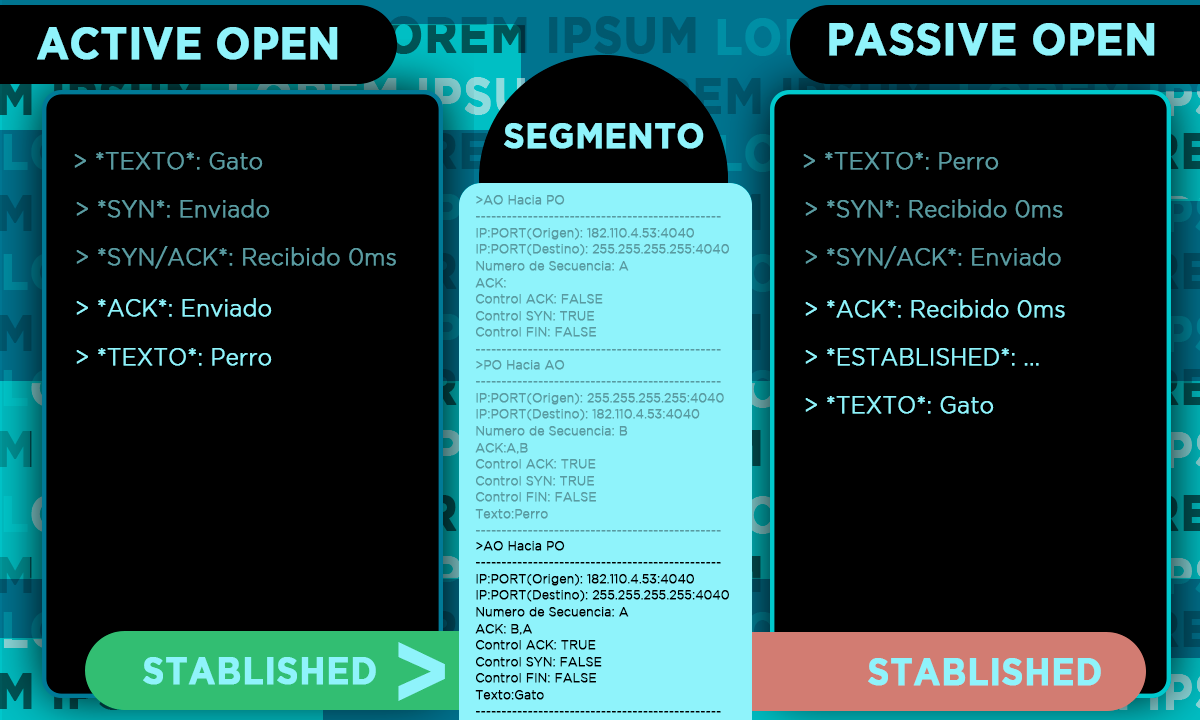 ACTIVE OPEN
> *TEXTO*: Gato
> *SYN*: Enviado
> *SYN/ACK*: Recibido 0ms
> *ACK*: Enviado
> *TEXTO*: Perro
STABLISHED >
SEGMENTO
>AO Hacia PO
-----------------------------------------------
IP:PORT(Origen): 182.110.4.53:4040
IP:PORT(Destino): 255.255.255.255:4040
Numero de Secuencia: A
ACK:
Control ACK: FALSE
Control SYN: TRUE
Control FIN: FALSE
-----------------------------------------------
>PO Hacia AO
-----------------------------------------------
IP:PORT(Origen): 255.255.255.255:4040
IP:PORT(Destino): 182.110.4.53:4040
Numero de Secuencia: B
ACK:A,B
Control ACK: TRUE
Control SYN: TRUE
Control FIN: FALSE
Texto:Perro
-----------------------------------------------
>AO Hacia PO
-----------------------------------------------
IP:PORT(Origen): 182.110.4.53:4040
IP:PORT(Destino): 255.255.255.255:4040
Numero de Secuencia: A
ACK: B,A
Control ACK: TRUE
Control SYN: FALSE
Control FIN: FALSE
Texto:Gato
-----------------------------------------------
PASSIVE OPEN
> *TEXTO*: Perro
> *SYN*: Recibido 0ms
> *SYN/ACK*: Enviado
> *ACK*: Recibido 0ms
> *ESTABLISHED*: ...
> *TEXTO*: Gato
STABLISHED